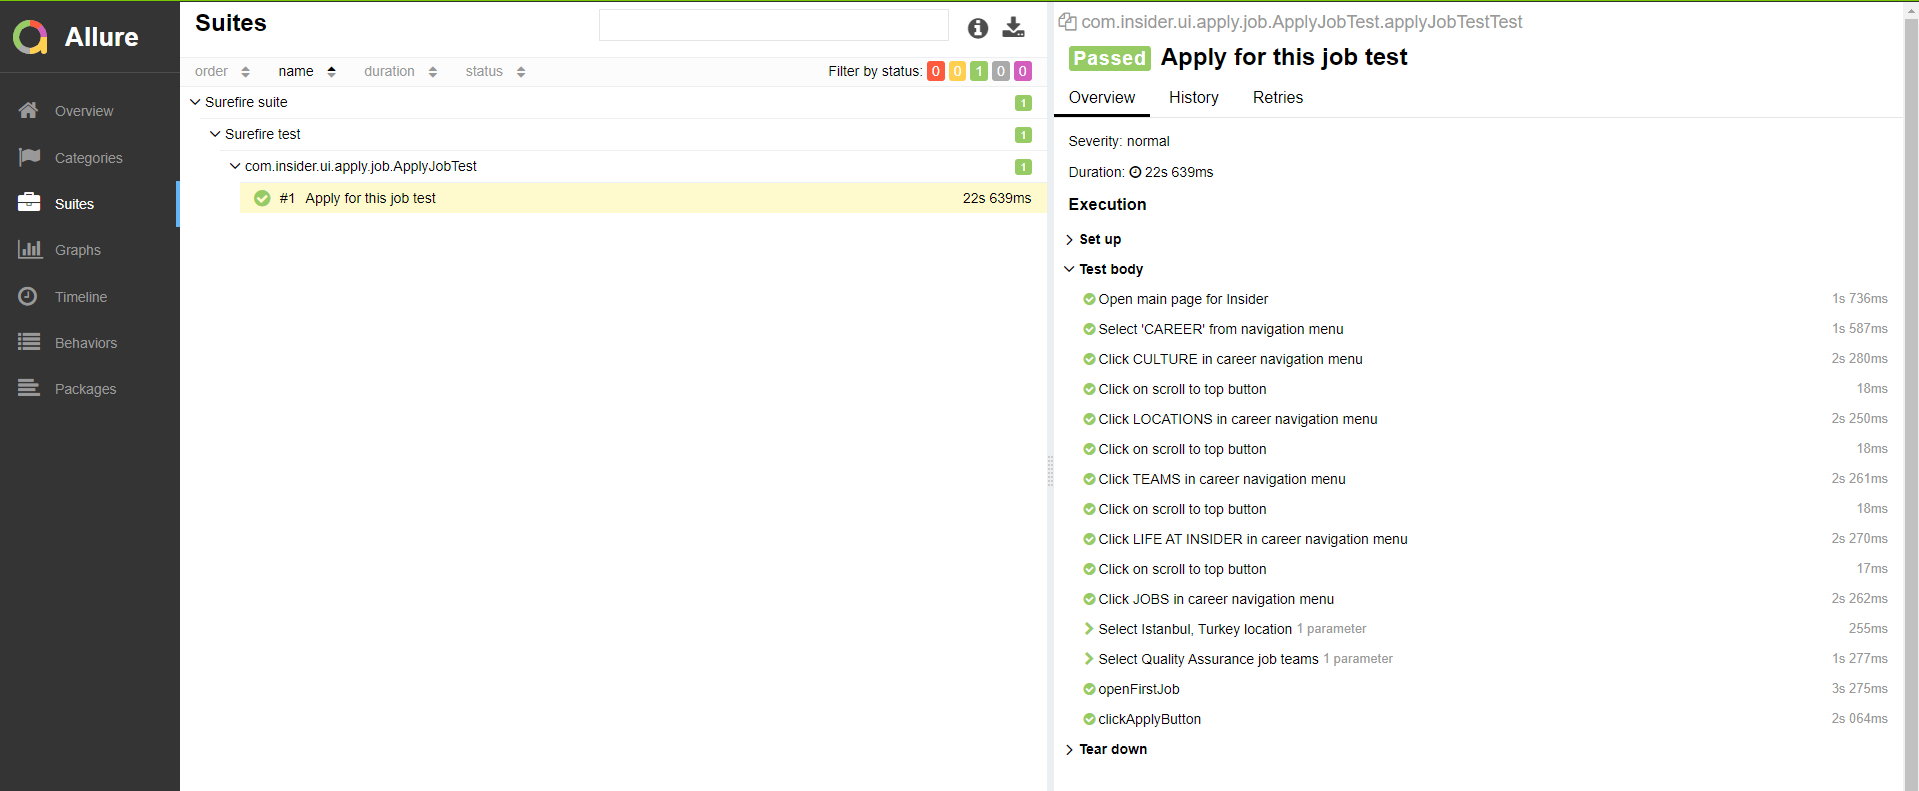 Allure
Overview
Categories
Suites
Graphs
Timeline
Behaviors
Packages
Suites
order name duration status Filter by status: 0 0 1 0 0
Surefire suite 1
Surefire test 1
com.insider.ui.apply.job.ApplyJobTest 1
#1 Apply for this job test 22s 639ms
com.insider.ui.apply.job.ApplyJobTest.applyJobTestTest
Passed Apply for this job test
Overview History Retries
Severity: normal
Duration: 22s 639ms
Execution
Set up
Test body
Open main page for Insider 1s 736ms
Select 'CAREER' from navigation menu 1s 587ms
Click CULTURE in career navigation menu 2s 280ms
Click on scroll to top button 18ms
Click LOCATIONS in career navigation menu 2s 250ms
Click on scroll to top button 18ms
Click TEAMS in career navigation menu 2s 261ms
Click on scroll to top button 18ms
Click LIFE AT INSIDER in career navigation menu 2s 270ms
Click on scroll to top button 17ms
Click JOBS in career navigation menu 2s 262ms
Select Istanbul, Turkey location 1 parameter 255ms
Select Quality Assurance job teams 1 parameter 1s 277ms
openFirstJob 3s 275ms
clickApplyButton 2s 064ms
Tear down